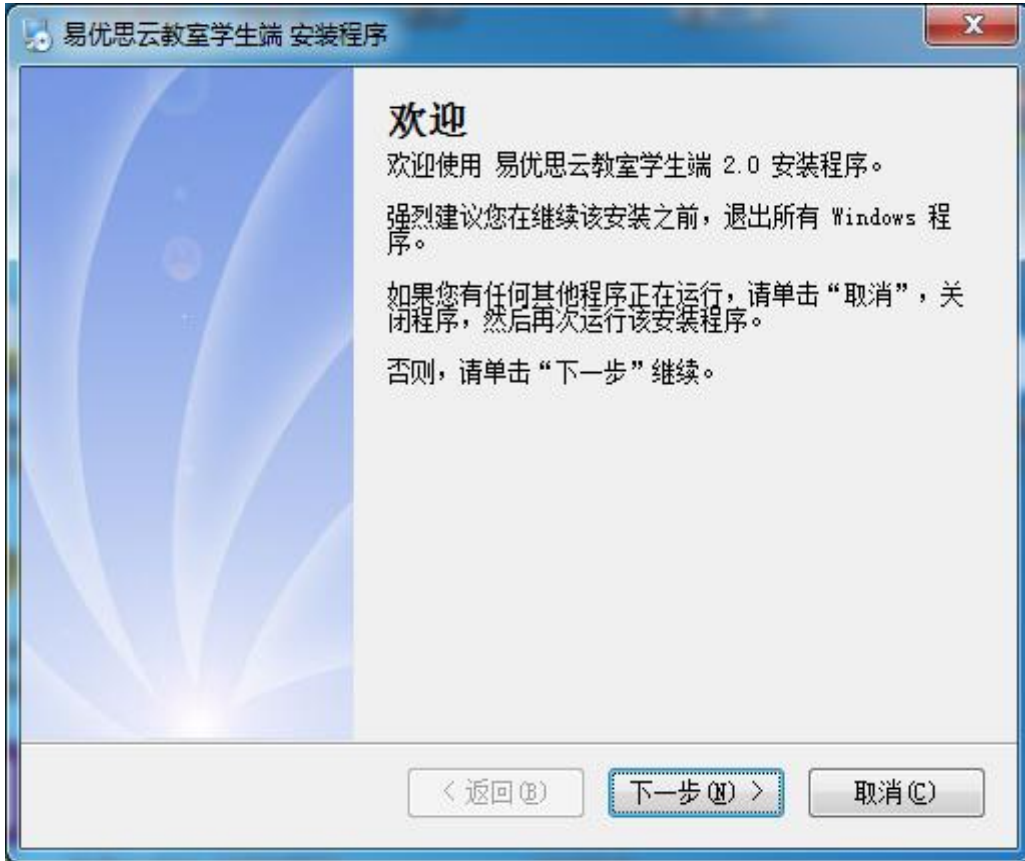 易优思云教室学生端 安装程序
欢迎
欢迎使用 易优思云教室学生端 2.0 安装程序。
强烈建议您在继续该安装之前，退出所有 Windows 程
序。
如果您有任何其他程序正在运行，请单击“取消”，关
闭程序，然后再次运行该安装程序。
否则，请单击“下一步”继续。
< 返回(B)
下一步(N) >
取消(C)